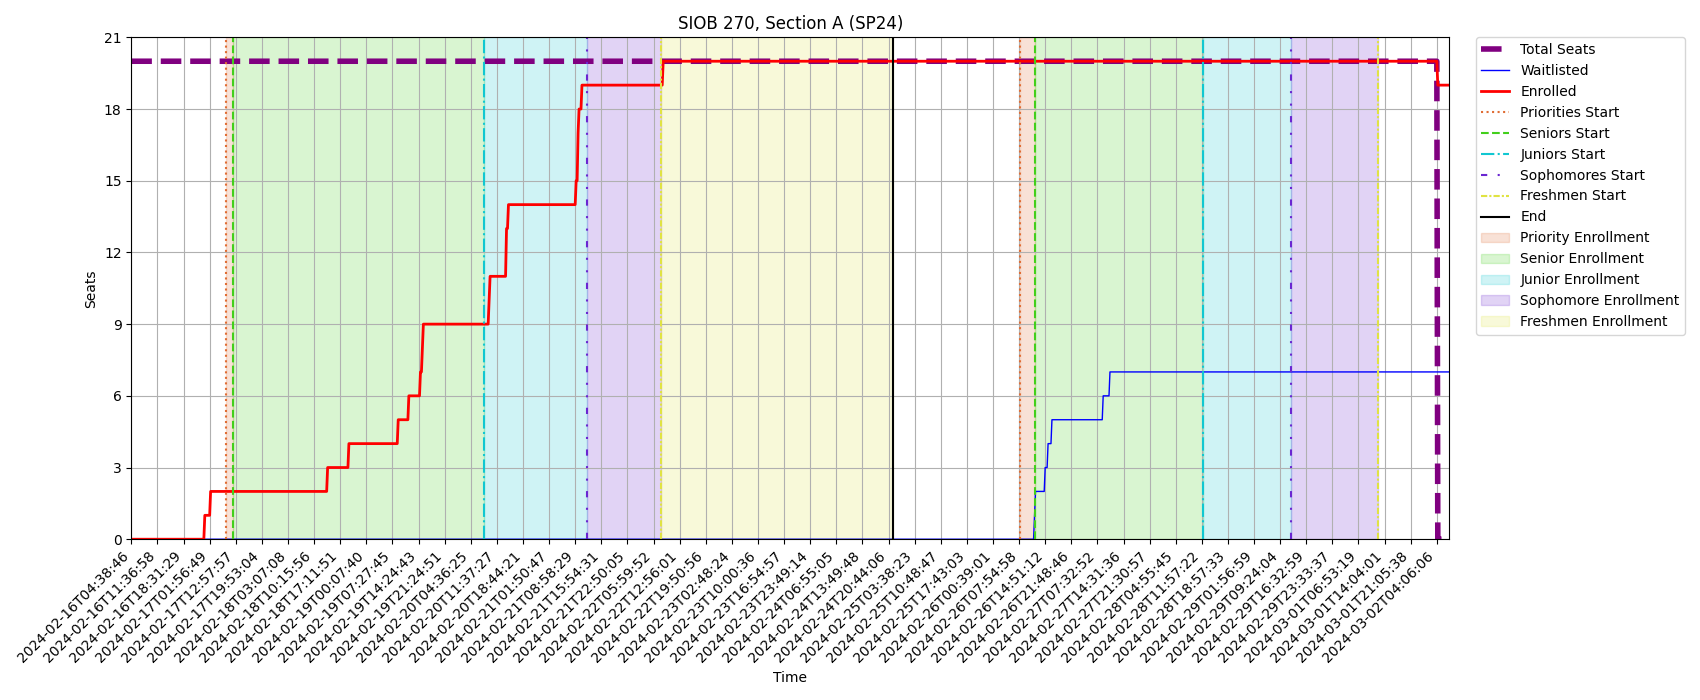 SIOB 270, Section A (SP24)
21
18
15
12
9
6
3
0
Seats
2024-02-16T04:38:46
2024-02-16T11:36:58
2024-02-16T18:31:29
2024-02-17T01:56:49
2024-02-17T12:57:57
2024-02-17T19:53:04
2024-02-18T03:07:08
2024-02-18T10:15:56
2024-02-18T17:11:51
2024-02-19T00:07:40
2024-02-19T07:27:45
2024-02-19T14:24:43
2024-02-19T21:24:51
2024-02-20T04:36:25
2024-02-20T11:37:27
2024-02-20T18:44:21
2024-02-21T01:50:47
2024-02-21T08:58:29
2024-02-21T15:54:31
2024-02-21T22:50:05
2024-02-22T05:59:52
2024-02-22T12:56:01
2024-02-22T19:50:56
2024-02-23T02:48:24
2024-02-23T10:00:36
2024-02-23T16:54:57
2024-02-23T23:49:14
2024-02-24T06:55:05
2024-02-24T13:49:48
2024-02-24T20:44:06
2024-02-25T03:38:23
2024-02-25T10:48:47
2024-02-25T17:43:03
2024-02-26T00:39:01
2024-02-26T07:54:58
2024-02-26T14:51:12
2024-02-26T21:48:46
2024-02-27T07:32:52
2024-02-27T14:31:36
2024-02-27T21:30:57
2024-02-28T04:55:45
2024-02-28T11:57:22
2024-02-28T18:57:33
2024-02-29T01:56:59
2024-02-29T09:24:04
2024-02-29T16:32:59
2024-02-29T23:33:37
2024-03-01T06:53:19
2024-03-01T14:04:01
2024-03-01T21:05:38
2024-03-02T04:06:06
Time
Total Seats
Waitlisted
Enrolled
Priorities Start
Seniors Start
Juniors Start
Sophomores Start
Freshmen Start
End
Priority Enrollment
Senior Enrollment
Junior Enrollment
Sophomore Enrollment
Freshmen Enrollment